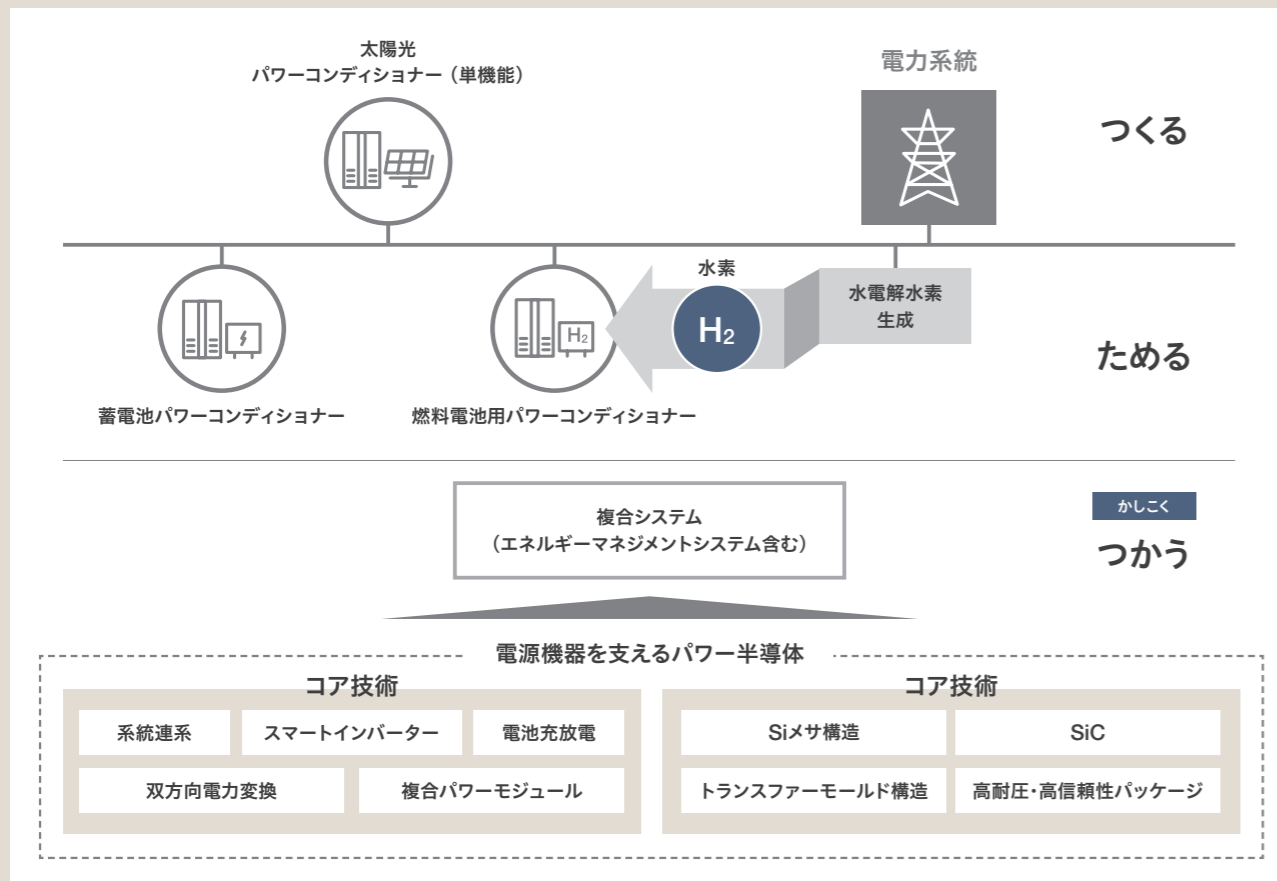 太陽光
パワーコンディショナー（単機能）
電力系統
つくる
水素
H₂
水電解水素
生成
H₂
ためる
蓄電池パワーコンディショナー
燃料電池用パワーコンディショナー
複合システム
（エネルギーマネジメントシステム含む）
かしこく
つかう
電源機器を支えるパワー半導体
コア技術
系統連系
スマートインバーター
電池充放電
双方向電力変換
複合パワーモジュール
コア技術
Siメサ構造
SiC
トランスファーモールド構造
高耐圧・高信頼性パッケージ